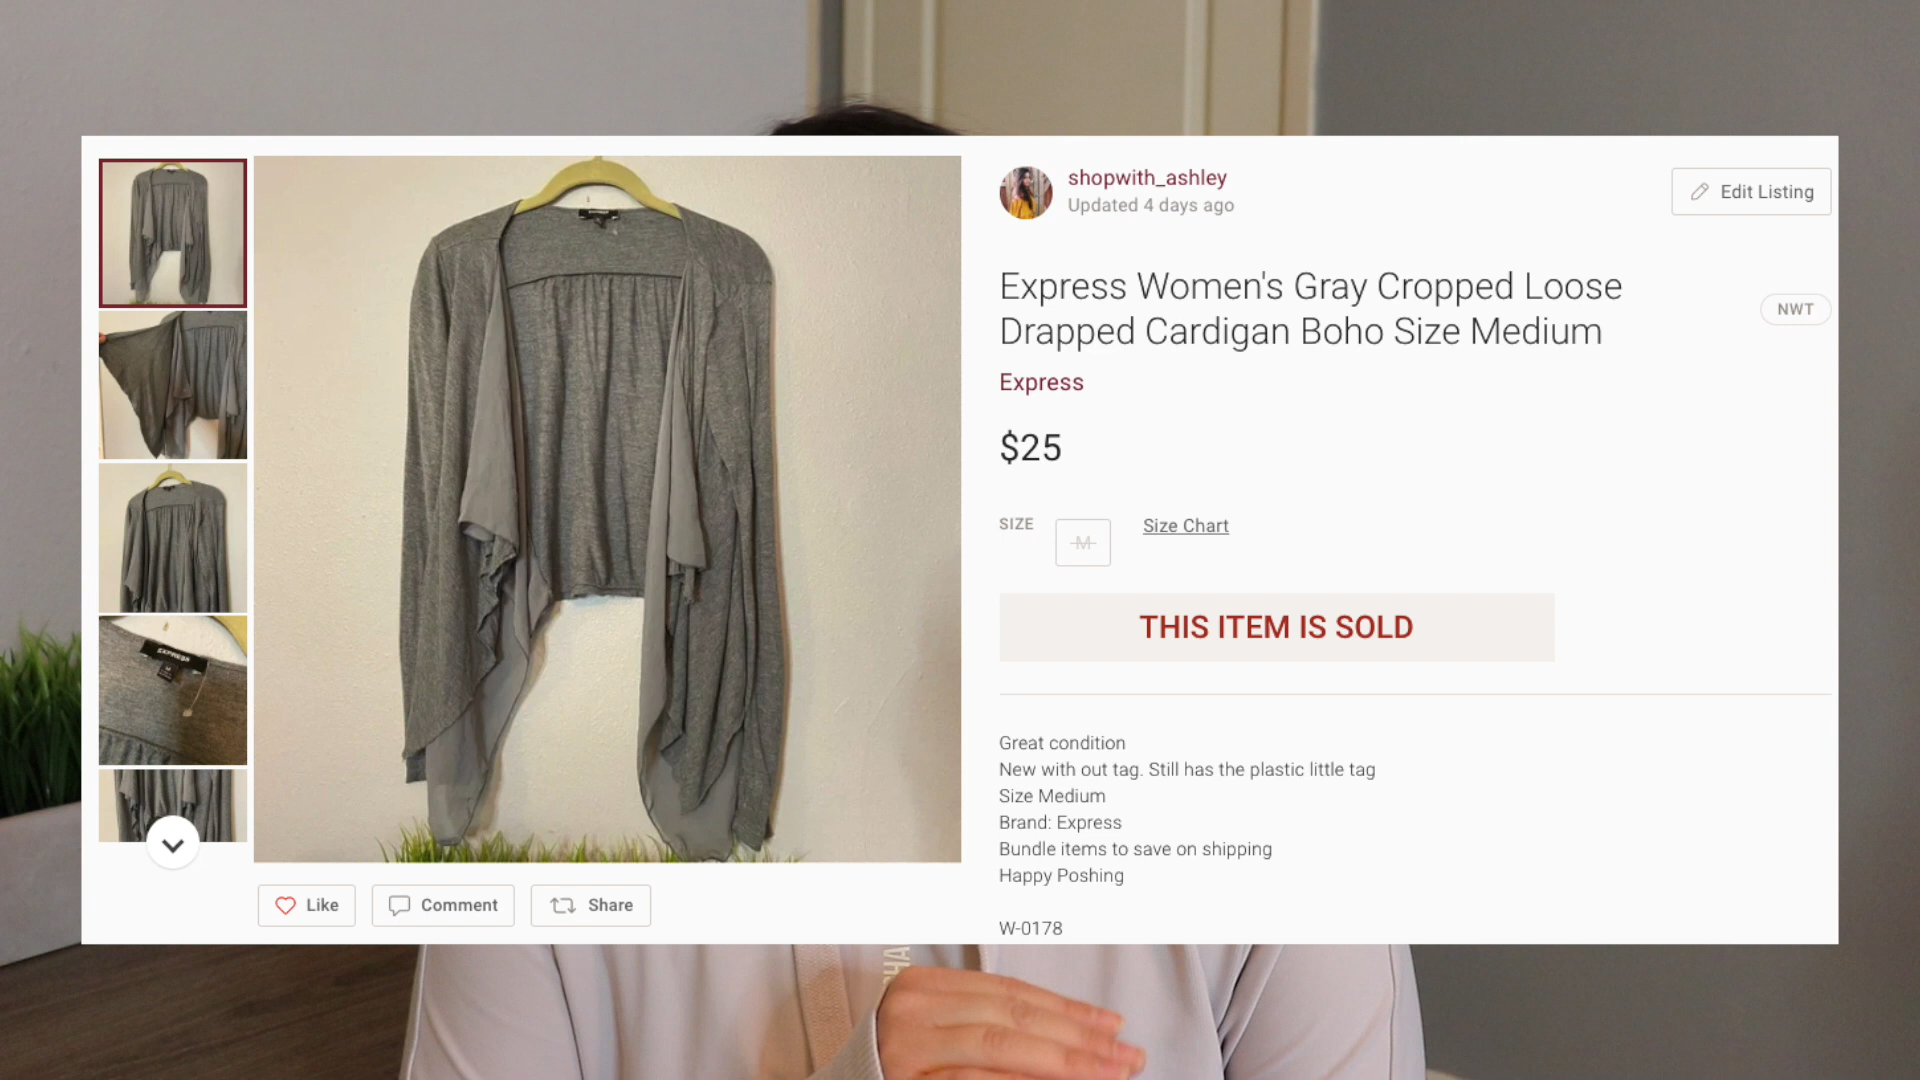 shopwith_ashley
Updated 4 days ago
Edit Listing
Express Women's Gray Cropped Loose
Drapped Cardigan Boho Size Medium
NWT
Express
$25
SIZE
M
Size Chart
THIS ITEM IS SOLD
Great condition
New with out tag. Still has the plastic little tag
Size Medium
Brand: Express
Bundle items to save on shipping
Happy Poshing
W-0178
EXPRESS
M
Like
Comment
Share